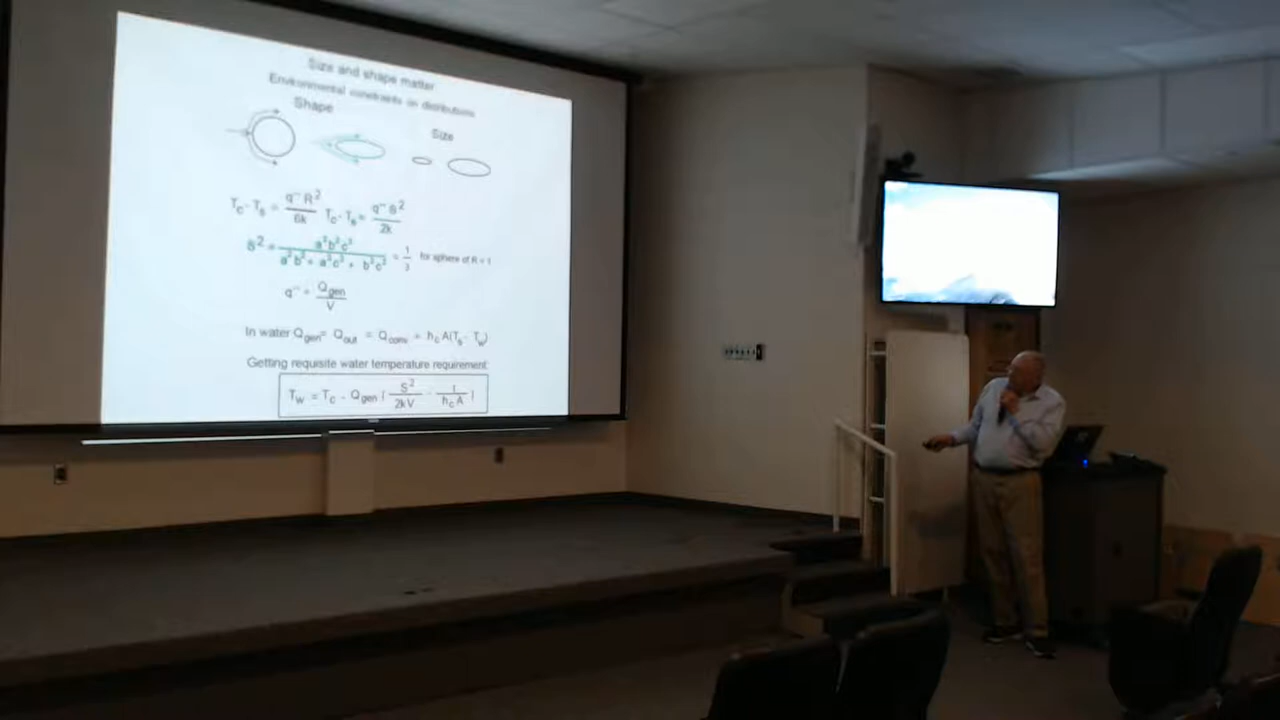 Size and shape matter
Environmental constraints on distributions
Shape
Size
T_c - T_s = q''' R² / 6k   T_c - T_s = q''' S² / 2k
S² = a²b²c² / a²b² + a²c² + b²c² = 1/3 for sphere of R = 1
q''' = Q_gen / V
In water Q_gen = Q_out = Q_conv = h_c A(T_s - T_w)
Getting requisite water temperature requirement:
T_w = T_c - Q_gen [ S² / 2kV - 1 / h_c A ]